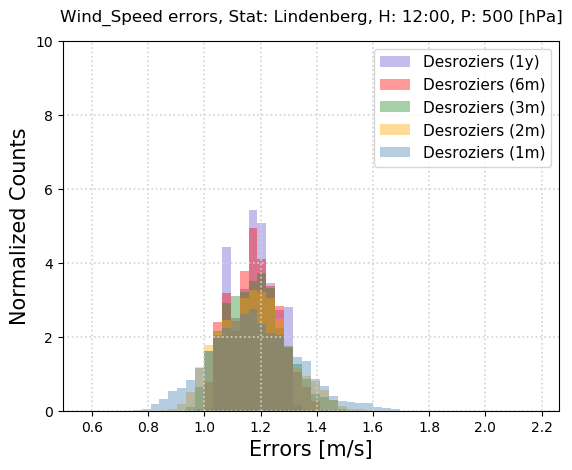 Wind_Speed errors, Stat: Lindenberg, H: 12:00, P: 500 [hPa]
10
8
6
4
2
0
Normalized Counts
Desroziers (1y)
Desroziers (6m)
Desroziers (3m)
Desroziers (2m)
Desroziers (1m)
0.6 0.8 1.0 1.2 1.4 1.6 1.8 2.0 2.2
Errors [m/s]